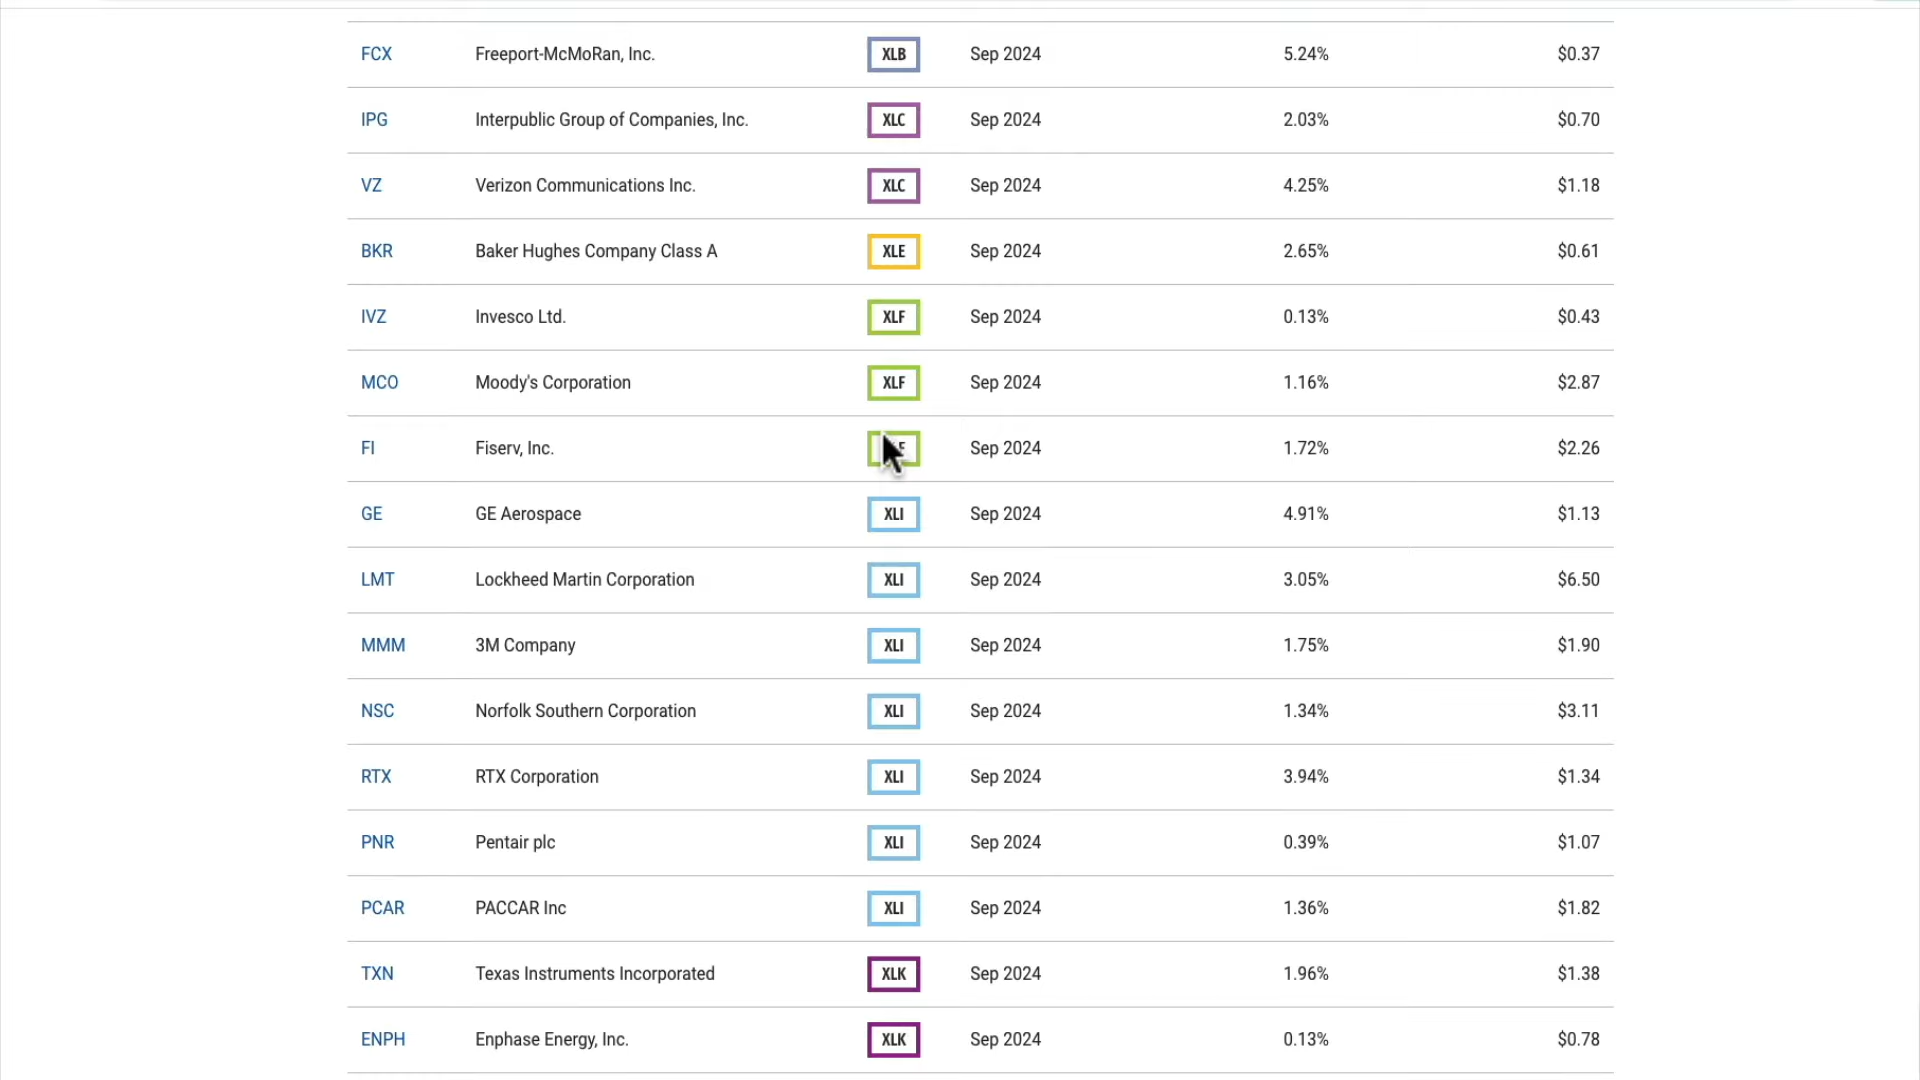 FCX Freeport-McMoRan, Inc. XLB Sep 2024 5.24% $0.37
IPG Interpublic Group of Companies, Inc. XLC Sep 2024 2.03% $0.70
VZ Verizon Communications Inc. XLC Sep 2024 4.25% $1.18
BKR Baker Hughes Company Class A XLE Sep 2024 2.65% $0.61
IVZ Invesco Ltd. XLF Sep 2024 0.13% $0.43
MCO Moody's Corporation XLF Sep 2024 1.16% $2.87
FI Fiserv, Inc. Sep 2024 1.72% $2.26
GE GE Aerospace XLI Sep 2024 4.91% $1.13
LMT Lockheed Martin Corporation XLI Sep 2024 3.05% $6.50
MMM 3M Company XLI Sep 2024 1.75% $1.90
NSC Norfolk Southern Corporation XLI Sep 2024 1.34% $3.11
RTX RTX Corporation XLI Sep 2024 3.94% $1.34
PNR Pentair plc XLI Sep 2024 0.39% $1.07
PCAR PACCAR Inc XLI Sep 2024 1.36% $1.82
TXN Texas Instruments Incorporated XLK Sep 2024 1.96% $1.38
ENPH Enphase Energy, Inc. XLK Sep 2024 0.13% $0.78